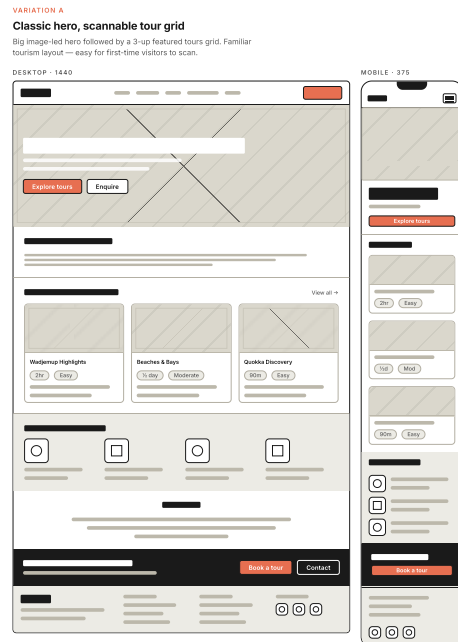 VARIATION A
Classic hero, scannable tour grid
Big image-led hero followed by a 3-up featured tours grid. Familiar
tourism layout — easy for first-time visitors to scan.
DESKTOP · 1440
MOBILE · 375
Explore tours
Enquire
Explore tours
View all →
Wadjemup Highlights
2hr
Easy
Beaches & Bays
½ day
Moderate
Quokka Discovery
90m
Easy
2hr
Easy
½d
Mod
90m
Easy
Book a tour
Contact
Book a tour